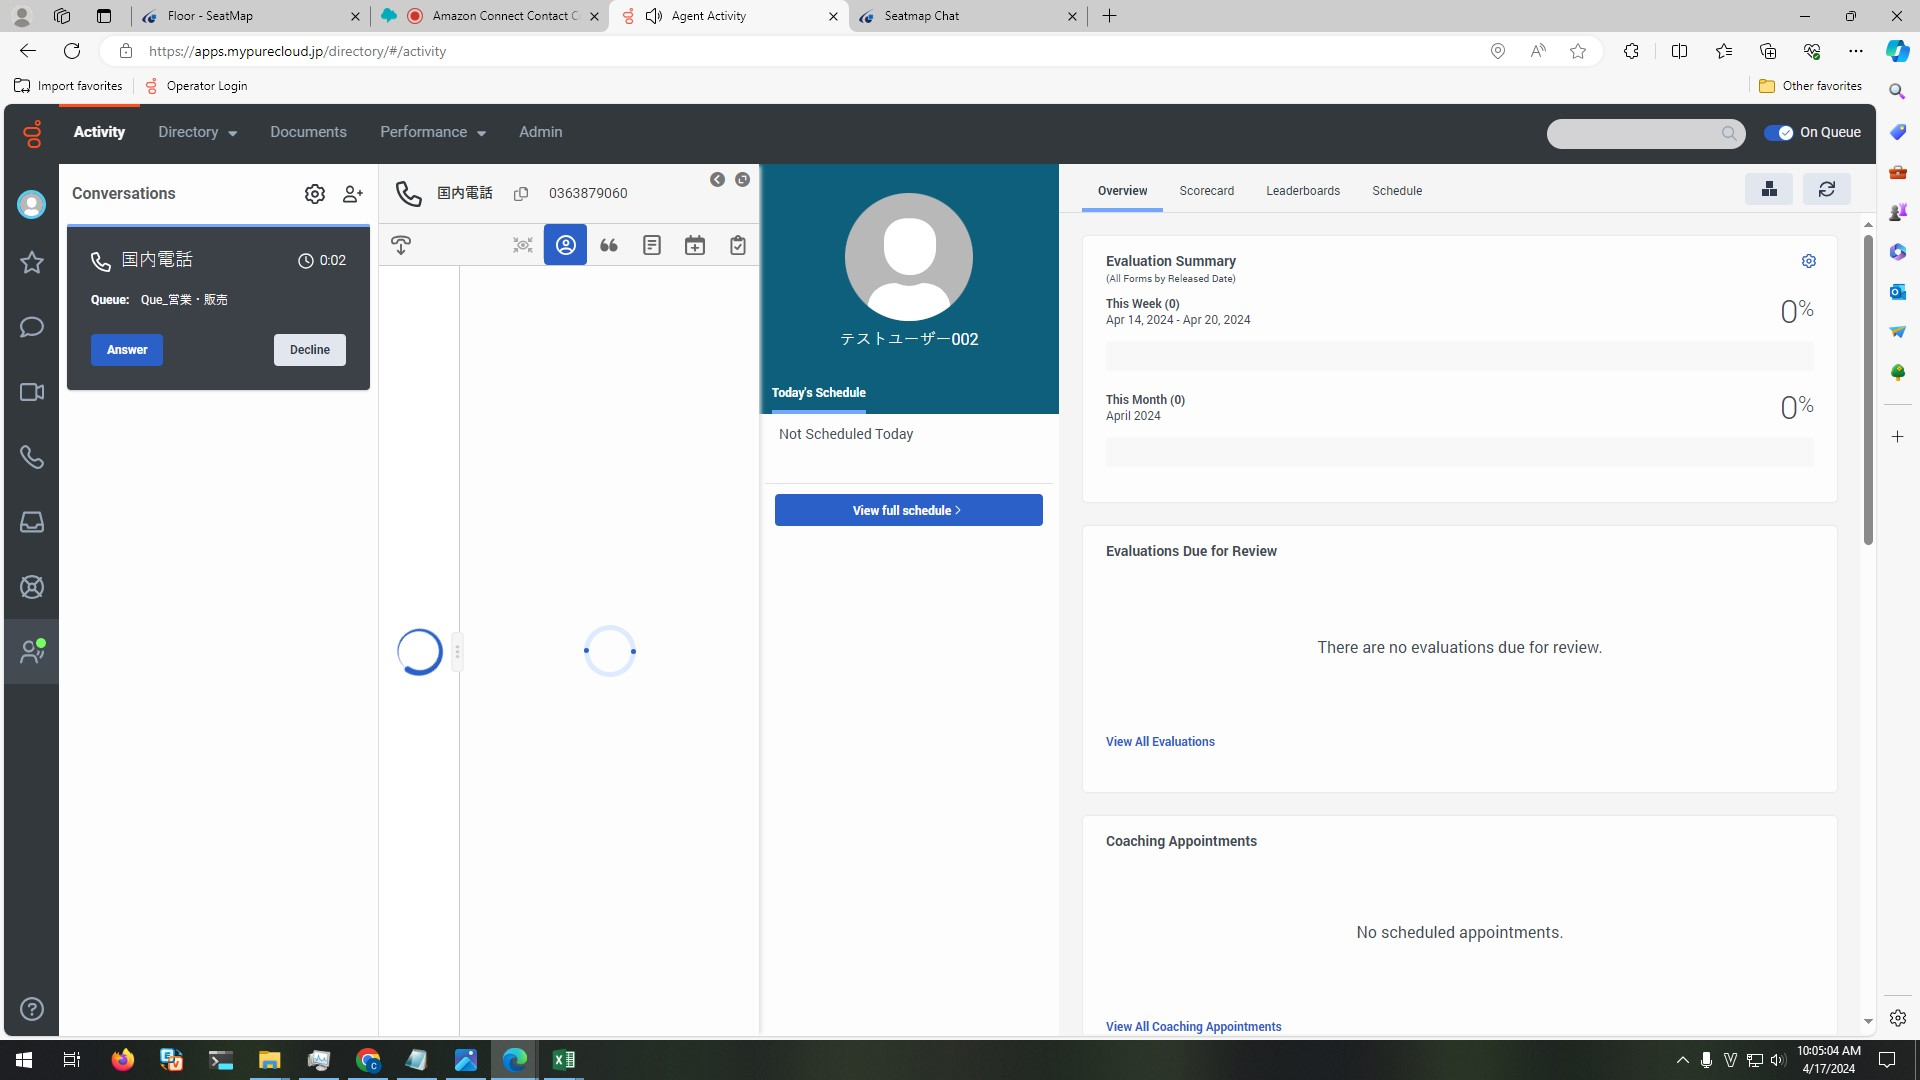 Floor - SeatMap
Amazon Connect Contact C
Agent Activity
Seatmap Chat
https://apps.mypurecloud.jp/directory/#/activity
Import favorites
Operator Login
Other favorites
Activity
Directory
Documents
Performance
Admin
On Queue
Conversations
国内電話
0363879060
国内電話
0:02
Queue: Que_営業・販売
Answer
Decline
テストユーザー002
Today's Schedule
Not Scheduled Today
View full schedule
Overview
Scorecard
Leaderboards
Schedule
Evaluation Summary
(All Forms by Released Date)
This Week (0)
Apr 14, 2024 - Apr 20, 2024
0%
This Month (0)
April 2024
0%
Evaluations Due for Review
There are no evaluations due for review.
View All Evaluations
Coaching Appointments
No scheduled appointments.
View All Coaching Appointments
10:05:04 AM
4/17/2024